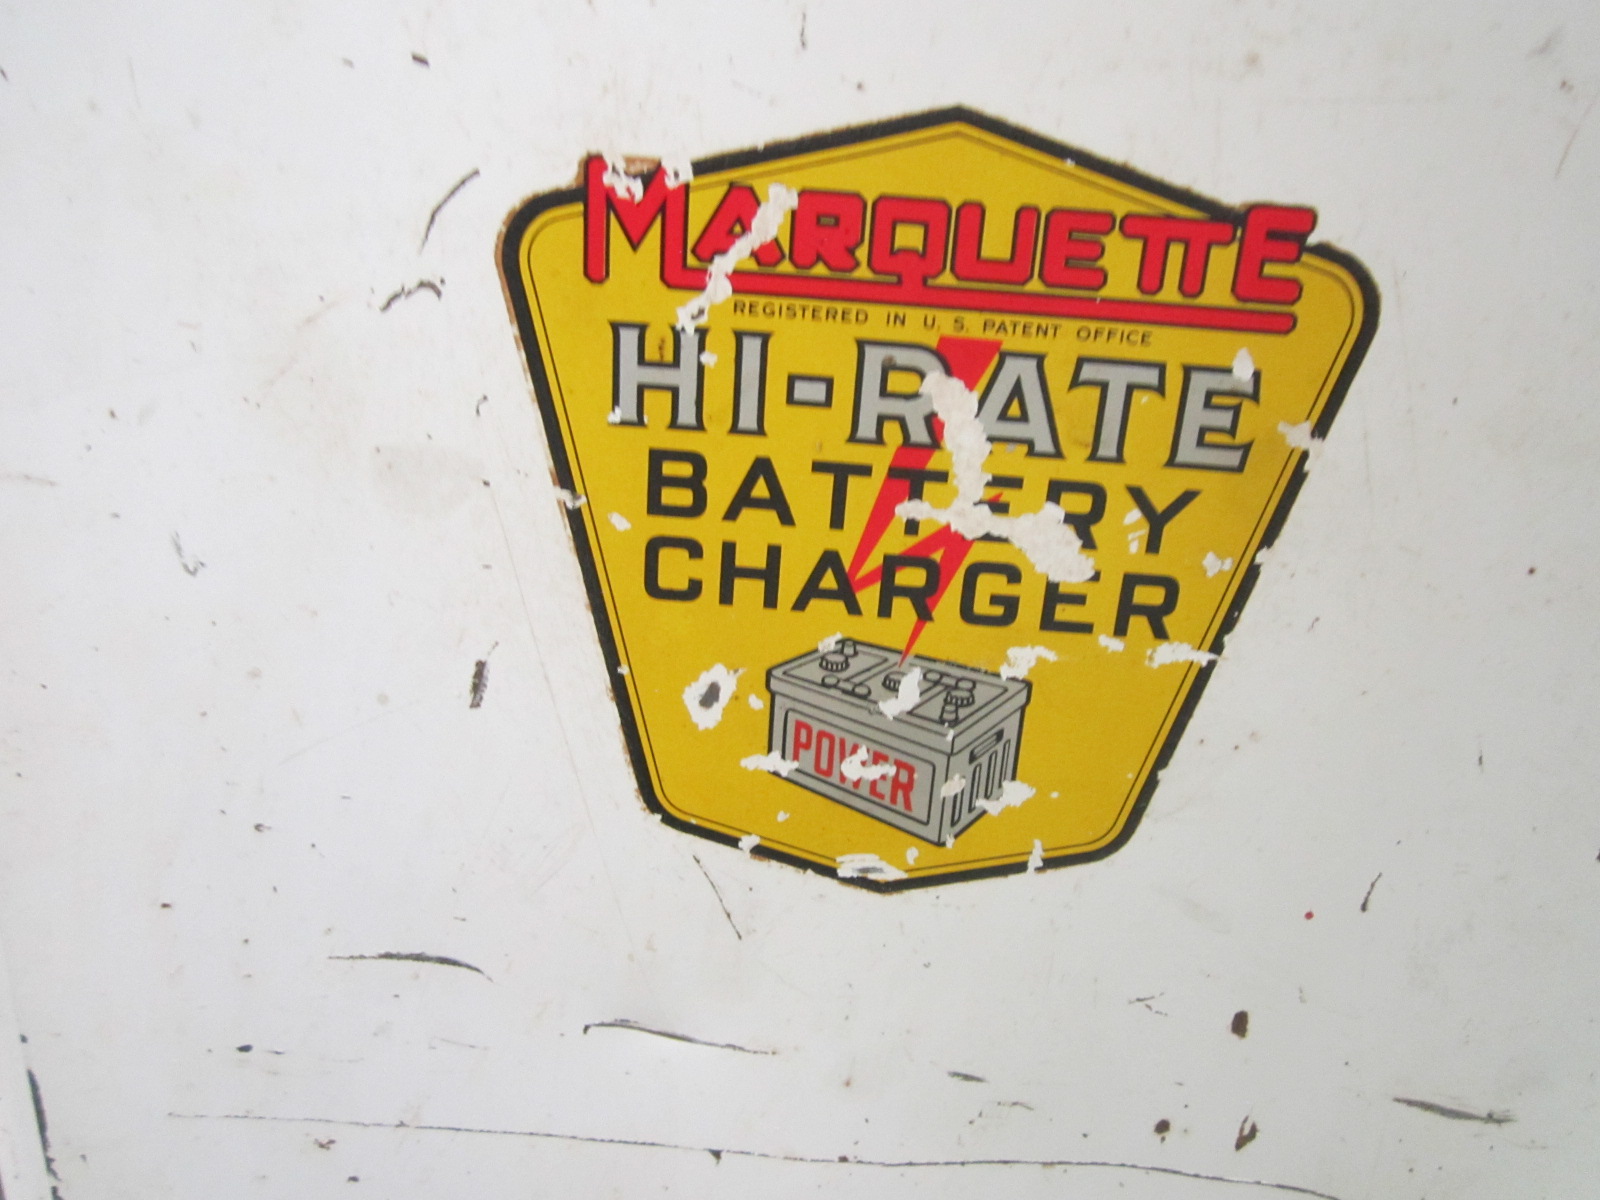 MARQUETTE
REGISTERED IN U. S. PATENT OFFICE
HI-RATE
BATTERY
CHARGER
POWER